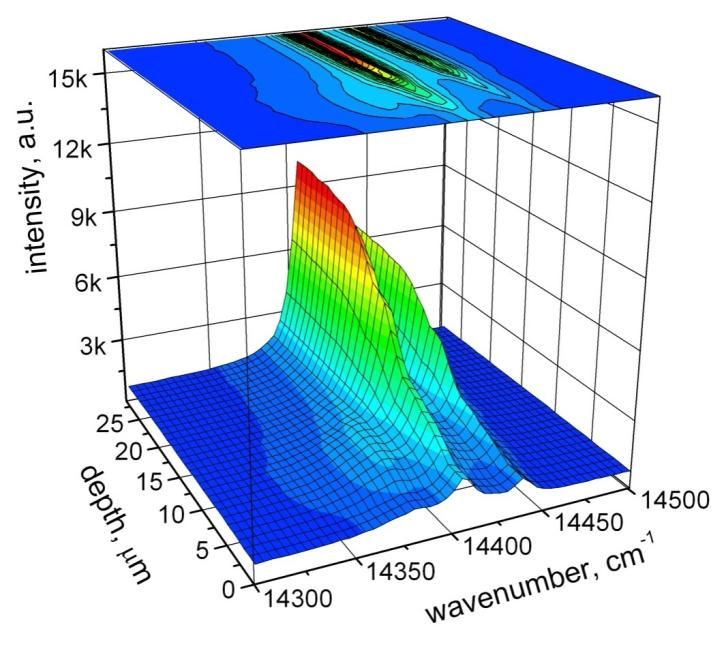 15k
12k
9k
6k
3k
intensity, a.u.
25
20
15
10
5
0
depth, μm
14300
14350
14400
14450
14500
wavenumber, cm⁻¹